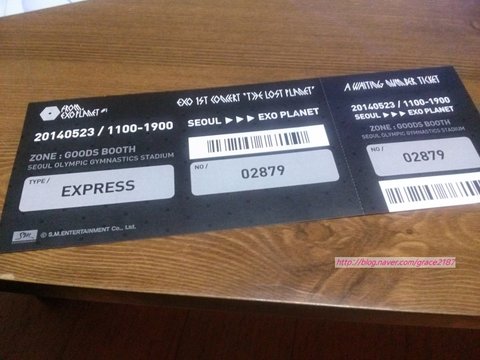 FROM. EXOPLANET #1
20140523 / 1100-1900
ZONE : GOODS BOOTH
SEOUL OLYMPIC GYMNASTICS STADIUM
TYPE /
EXPRESS
SM
© S.M.ENTERTAINMENT Co., Ltd.
EXO 1ST CONCERT "THE LOST PLANET"
SEOUL ▶ ▶ ▶ EXO PLANET
NO /
02879
A WAITING NUMBER TICKET
20140523 / 1100-1900
SEOUL ▶ ▶ ▶ EXO PLANET
ZONE : GOODS BOOTH
SEOUL OLYMPIC GYMNASTICS STADIUM
NO /
02879
http://blog.naver.com/grace2187